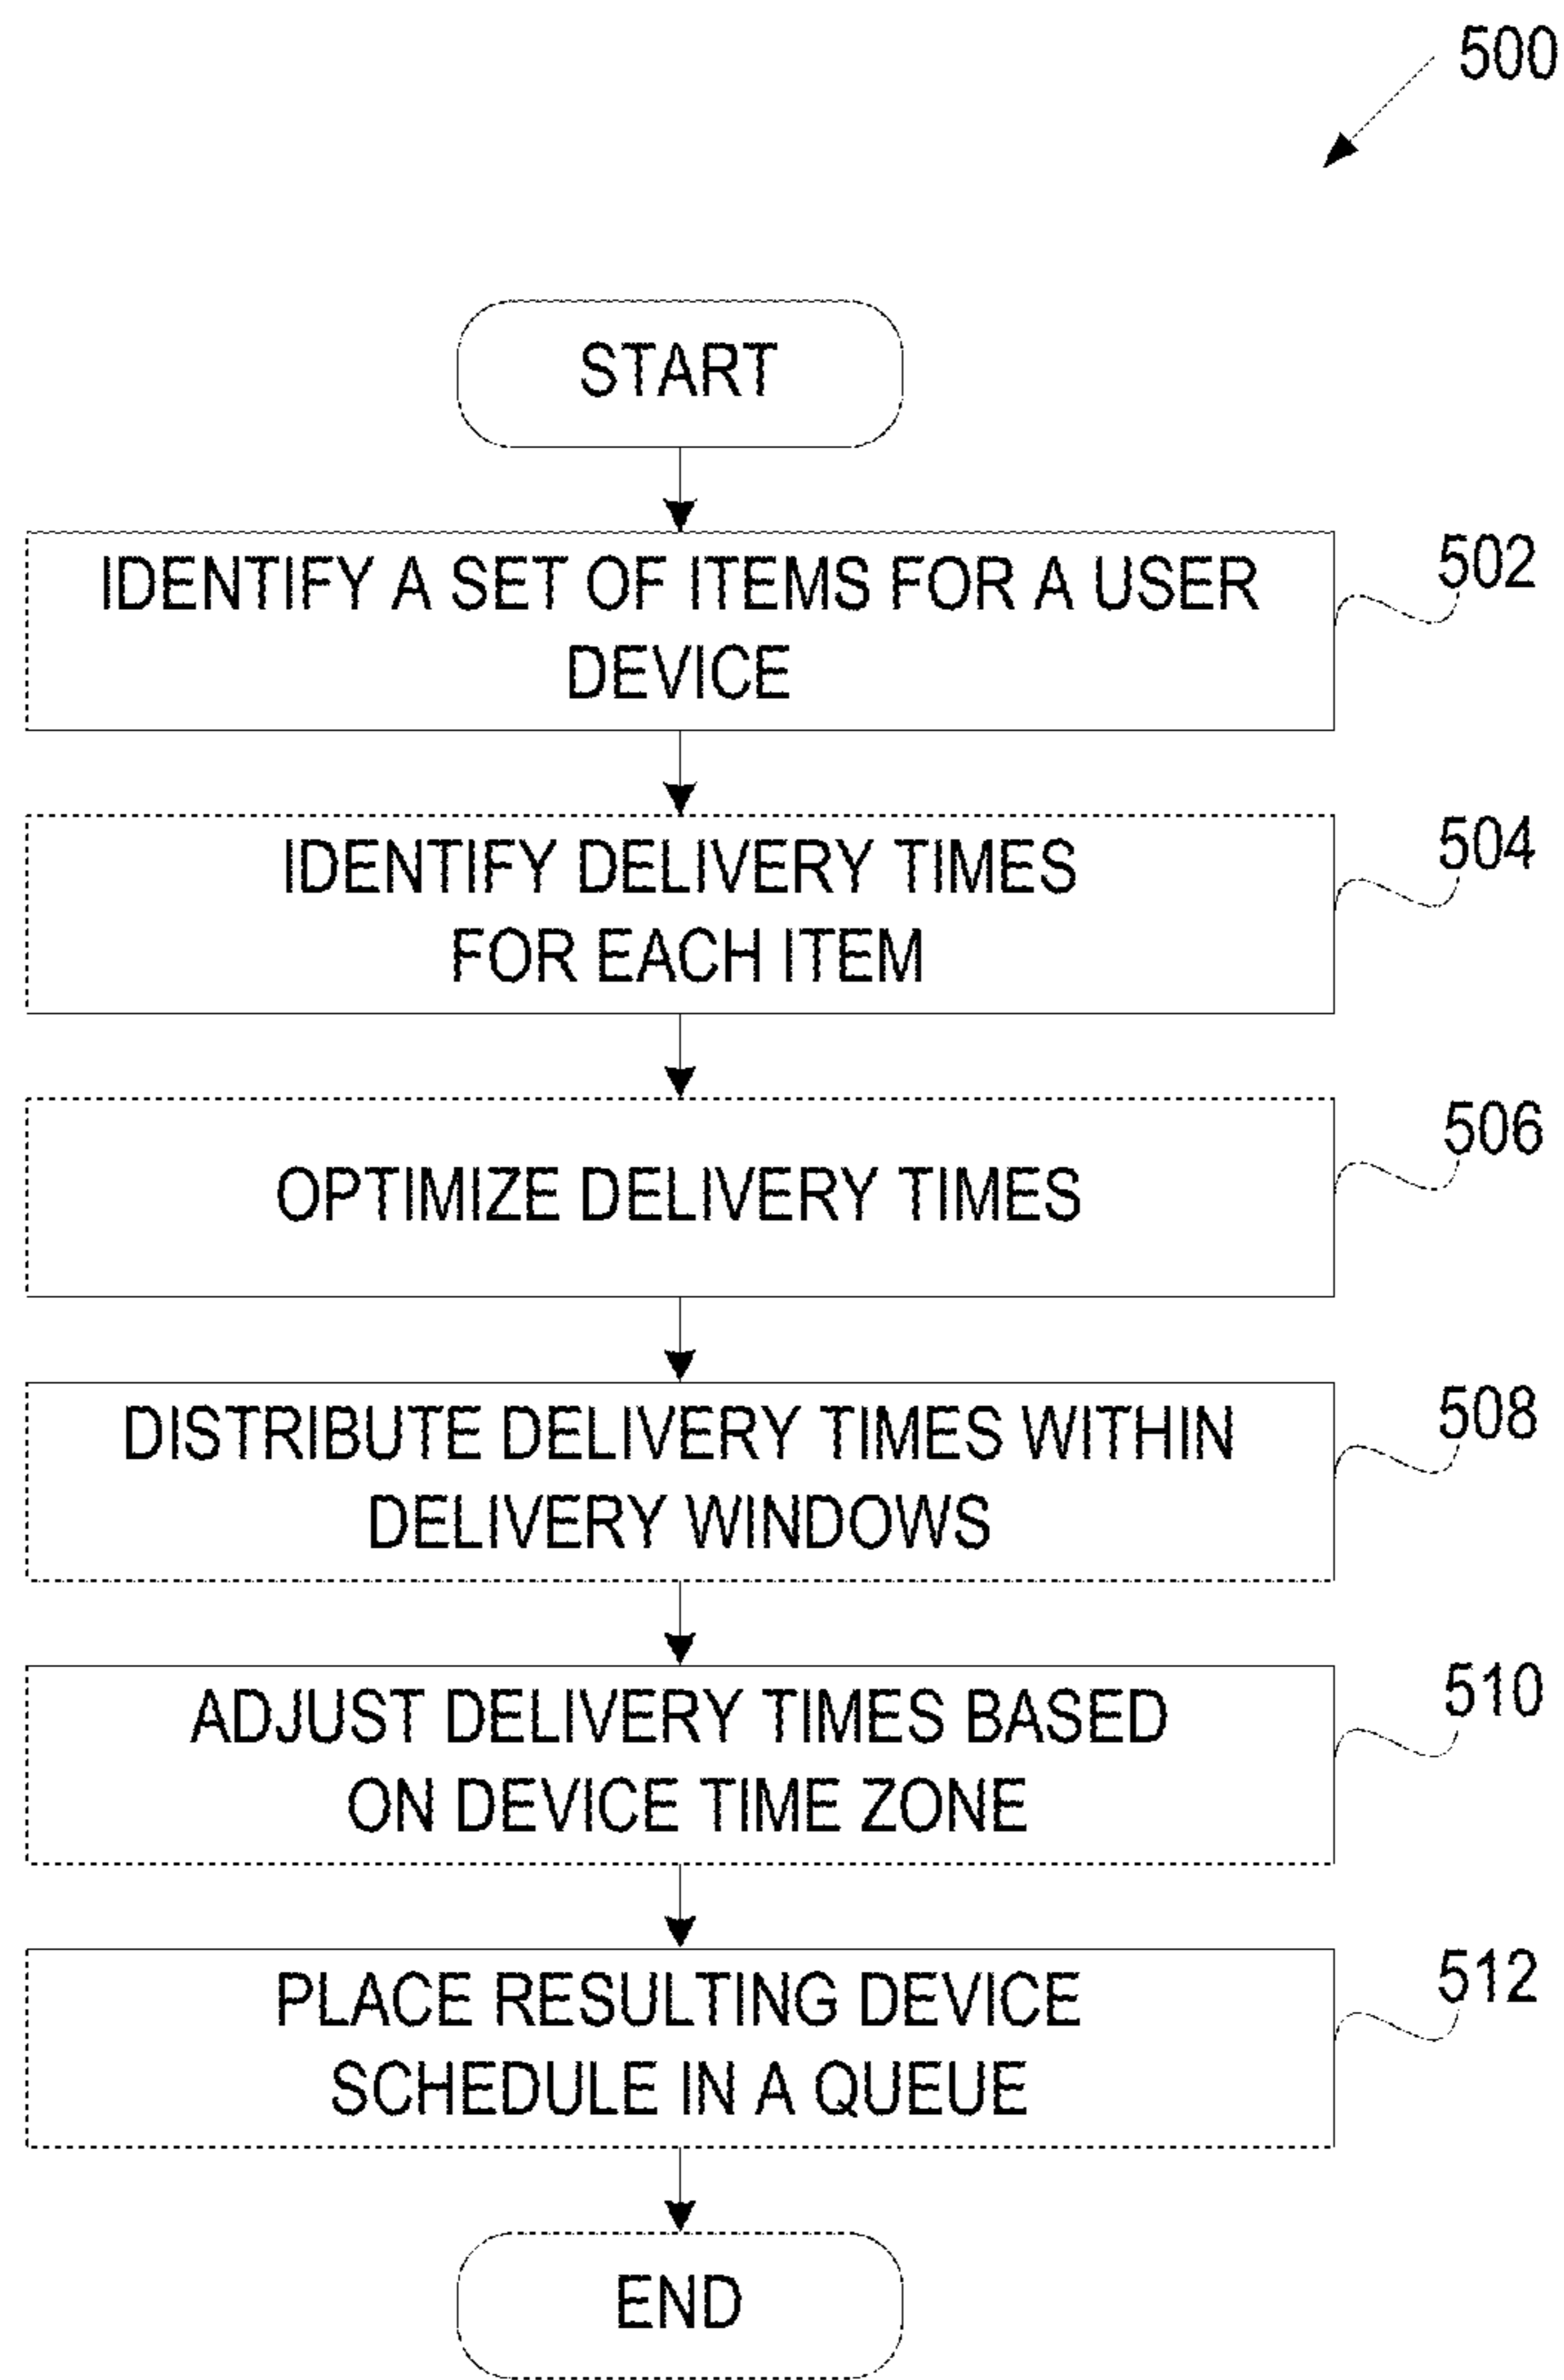 500
START
IDENTIFY A SET OF ITEMS FOR A USER
DEVICE
502
IDENTIFY DELIVERY TIMES
FOR EACH ITEM
504
OPTIMIZE DELIVERY TIMES
506
DISTRIBUTE DELIVERY TIMES WITHIN
DELIVERY WINDOWS
508
ADJUST DELIVERY TIMES BASED
ON DEVICE TIME ZONE
510
PLACE RESULTING DEVICE
SCHEDULE IN A QUEUE
512
END